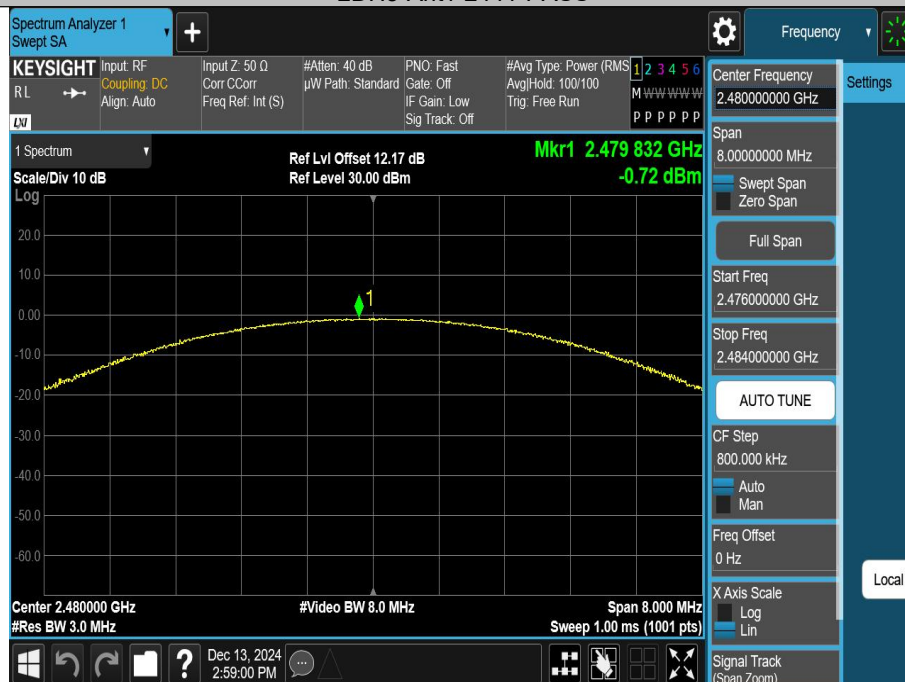 Spectrum Analyzer 1
Swept SA
+
Frequency
KEYSIGHT
RL
LXI
Input: RF
Coupling: DC
Align: Auto
Input Z: 50 Ω
Corr CCorr
Freq Ref: Int (S)
#Atten: 40 dB
µW Path: Standard
PNO: Fast
Gate: Off
IF Gain: Low
Sig Track: Off
#Avg Type: Power (RMS
Avg|Hold: 100/100
Trig: Free Run
1 2 3 4 5 6
M W W W W W
P P P P P P
1 Spectrum
Scale/Div 10 dB
Log
Ref Lvl Offset 12.17 dB
Ref Level 30.00 dBm
Mkr1 2.479 832 GHz
-0.72 dBm
20.0
10.0
1
0.00
-10.0
-20.0
-30.0
-40.0
-50.0
-60.0
Center 2.480000 GHz
#Res BW 3.0 MHz
#Video BW 8.0 MHz
Span 8.000 MHz
Sweep 1.00 ms (1001 pts)
?
Dec 13, 2024
2:59:00 PM
Center Frequency
2.480000000 GHz
Span
8.00000000 MHz
Swept Span
Zero Span
Full Span
Start Freq
2.476000000 GHz
Stop Freq
2.484000000 GHz
AUTO TUNE
CF Step
800.000 kHz
Auto
Man
Freq Offset
0 Hz
X Axis Scale
Log
Lin
Signal Track
(Span Zoom)
Settings
Local